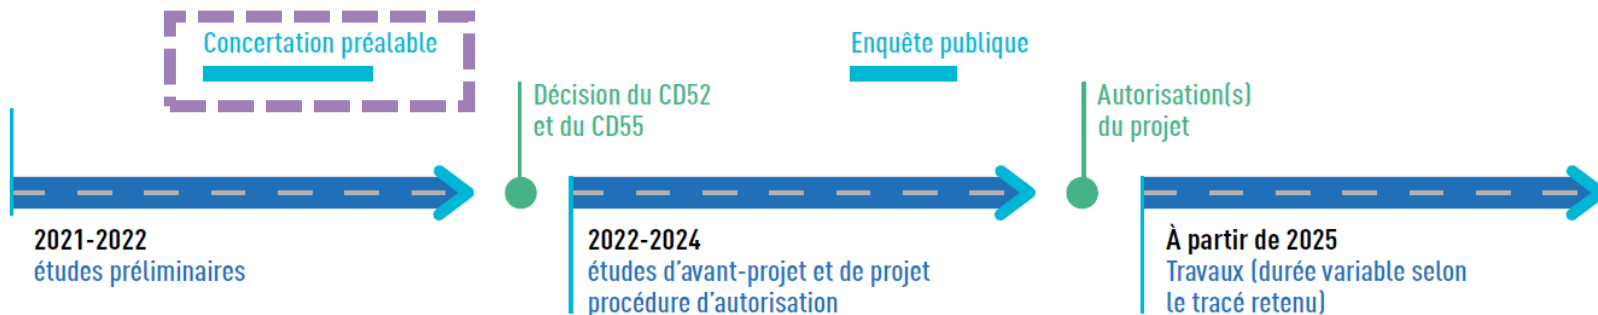 Concertation préalable
Enquête publique
Décision du CD52
et du CD55
Autorisation(s)
du projet
2021-2022
études préliminaires
2022-2024
études d'avant-projet et de projet
procédure d'autorisation
À partir de 2025
Travaux (durée variable selon
le tracé retenu)